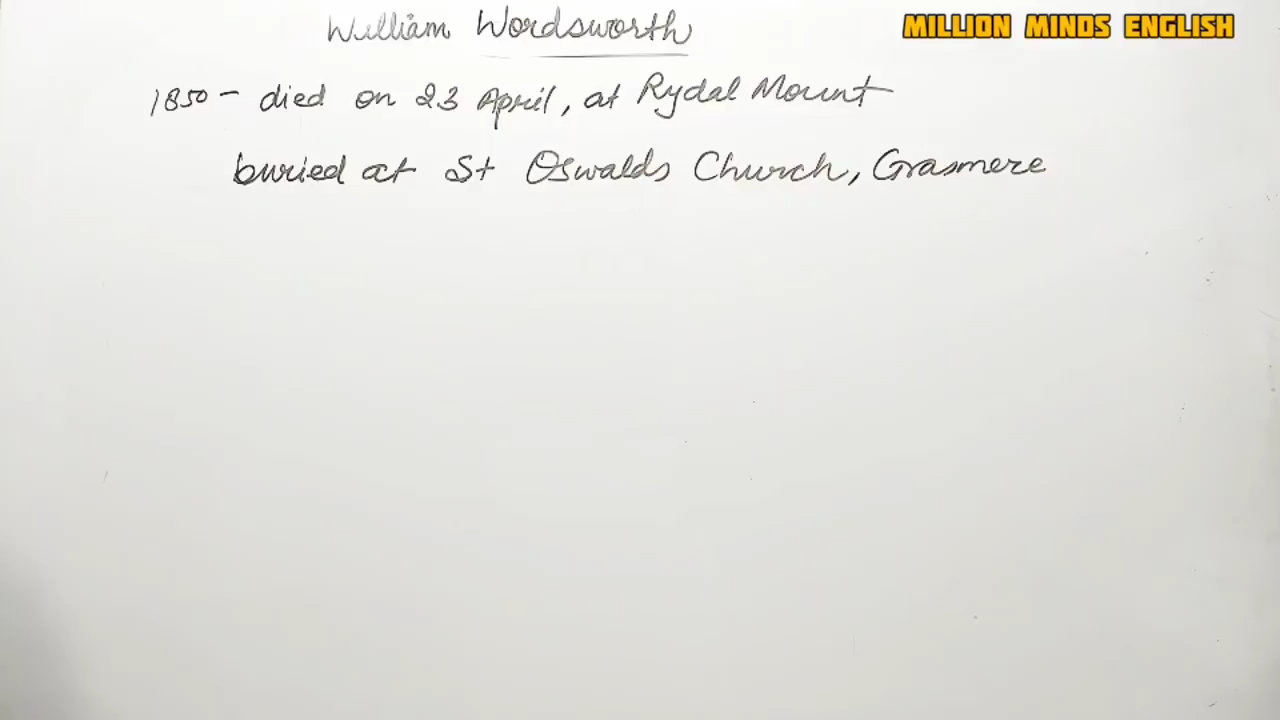 William Wordsworth
MILLION MINDS ENGLISH
1850 - died on 23 April, at Rydal Mount
buried at St Oswalds Church, Grasmere